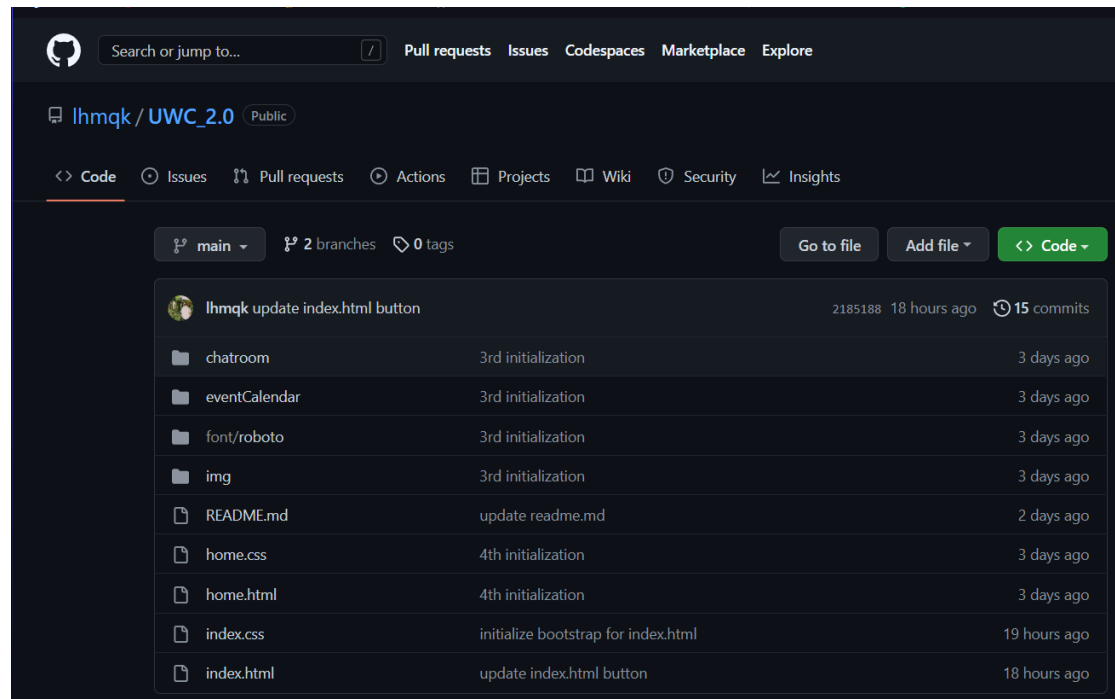 Search or jump to... / Pull requests Issues Codespaces Marketplace Explore
lhmqk / UWC_2.0 Public
<> Code Issues Pull requests Actions Projects Wiki Security Insights
main 2 branches 0 tags Go to file Add file <> Code
lhmqk update index.html button 2185188 18 hours ago 15 commits
chatroom 3rd initialization 3 days ago
eventCalendar 3rd initialization 3 days ago
font/roboto 3rd initialization 3 days ago
img 3rd initialization 3 days ago
README.md update readme.md 2 days ago
home.css 4th initialization 3 days ago
home.html 4th initialization 3 days ago
index.css initialize bootstrap for index.html 19 hours ago
index.html update index.html button 18 hours ago